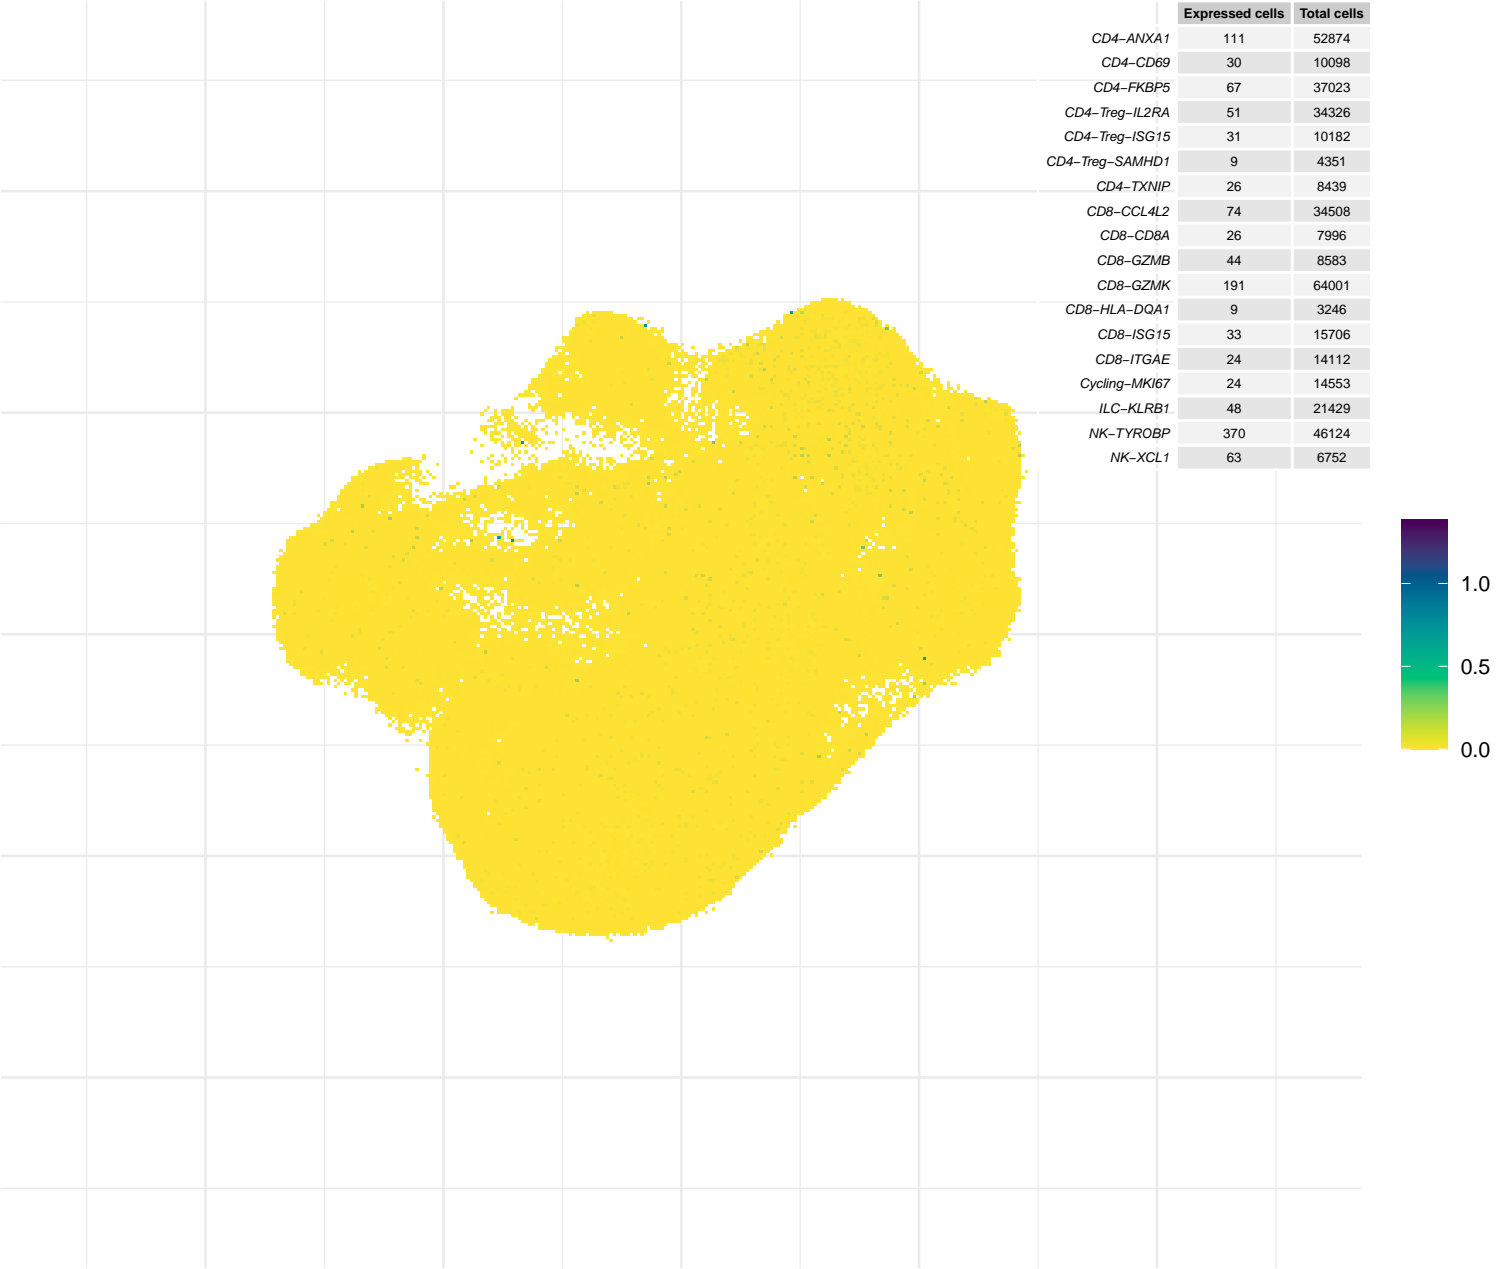 Expressed cells Total cells
CD4−ANXA1 111 52874
CD4−CD69 30 10098
CD4−FKBP5 67 37023
CD4−Treg−IL2RA 51 34326
CD4−Treg−ISG15 31 10182
CD4−Treg−SAMHD1 9 4351
CD4−TXNIP 26 8439
CD8−CCL4L2 74 34508
CD8−CD8A 26 7996
CD8−GZMB 44 8583
CD8−GZMK 191 64001
CD8−HLA−DQA1 9 3246
CD8−ISG15 33 15706
CD8−ITGAE 24 14112
Cycling−MKI67 24 14553
ILC−KLRB1 48 21429
NK−TYROBP 370 46124
NK−XCL1 63 6752
1.0
0.5
0.0